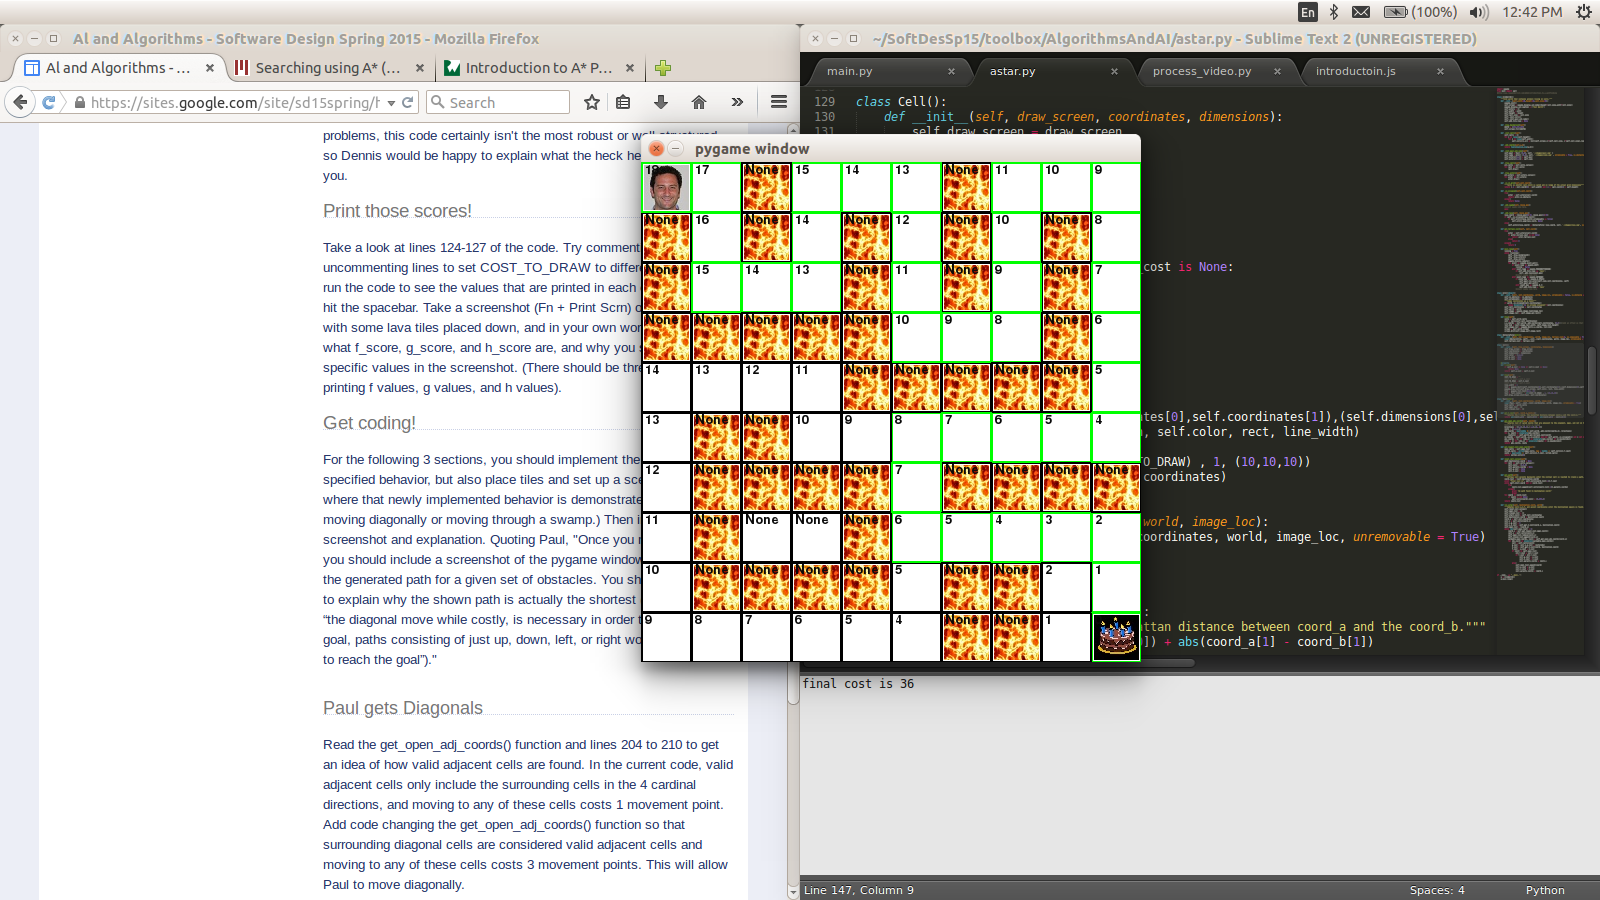 En (100%) 12:42 PM
AI and Algorithms - Software Design Spring 2015 - Mozilla Firefox
AI and Algorithms - ...
Searching using A* (...
Introduction to A* P...
https://sites.google.com/site/sd15spring/h
Search
problems, this code certainly isn't the most robust or well structured
so Dennis would be happy to explain what the heck he
you.
Print those scores!
Take a look at lines 124-127 of the code. Try comment
uncommenting lines to set COST_TO_DRAW to differe
run the code to see the values that are printed in each
hit the spacebar. Take a screenshot (Fn + Print Scrn) o
with some lava tiles placed down, and in your own wor
what f_score, g_score, and h_score are, and why you s
specific values in the screenshot. (There should be thre
printing f values, g values, and h values).
Get coding!
For the following 3 sections, you should implement the
specified behavior, but also place tiles and set up a sce
where that newly implemented behavior is demonstrate
moving diagonally or moving through a swamp.) Then i
screenshot and explanation. Quoting Paul, "Once you r
you should include a screenshot of the pygame window
the generated path for a given set of obstacles. You sh
to explain why the shown path is actually the shortest
“the diagonal move while costly, is necessary in order t
goal, paths consisting of just up, down, left, or right wo
to reach the goal”)."
Paul gets Diagonals
Read the get_open_adj_coords() function and lines 204 to 210 to get
an idea of how valid adjacent cells are found. In the current code, valid
adjacent cells only include the surrounding cells in the 4 cardinal
directions, and moving to any of these cells costs 1 movement point.
Add code changing the get_open_adj_coords() function so that
surrounding diagonal cells are considered valid adjacent cells and
moving to any of these cells costs 3 movement points. This will allow
Paul to move diagonally.
pygame window
18 17 None 15 14 13 None 11 10 9
None 16 None 14 None 12 None 10 None 8
None 15 14 13 None 11 None 9 None 7
None None None None None 10 9 8 None 6
14 13 12 11 None None None None None 5
13 None None 10 9 8 7 6 5 4
12 None None None None 7 None None None None
11 None None None None 6 5 4 3 2
10 None None None None 5 None None 2 1
9 8 7 6 5 4 None None 1
~/SoftDesSp15/toolbox/AlgorithmsAndAI/astar.py - Sublime Text 2 (UNREGISTERED)
main.py
astar.py
process_video.py
introductoin.js
129 class Cell():
130 def __init__(self, draw_screen, coordinates, dimensions):
131 self.draw_screen = draw_screen
_cost is None:
tes[0],self.coordinates[1]),(self.dimensions[0],sel
, self.color, rect, line_width)
O_DRAW) , 1, (10,10,10))
coordinates)
world, image_loc):
oordinates, world, image_loc, unremovable = True)
:
ttan distance between coord_a and the coord_b."""
]) + abs(coord_a[1] - coord_b[1])
final cost is 36
Line 147, Column 9
Spaces: 4
Python